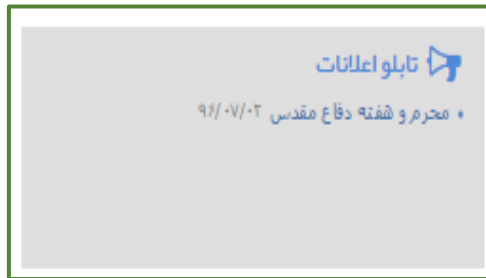 تابلو اعلانات
• محرم و هفته دفاع مقدس ۹۶/۰۷/۰۲